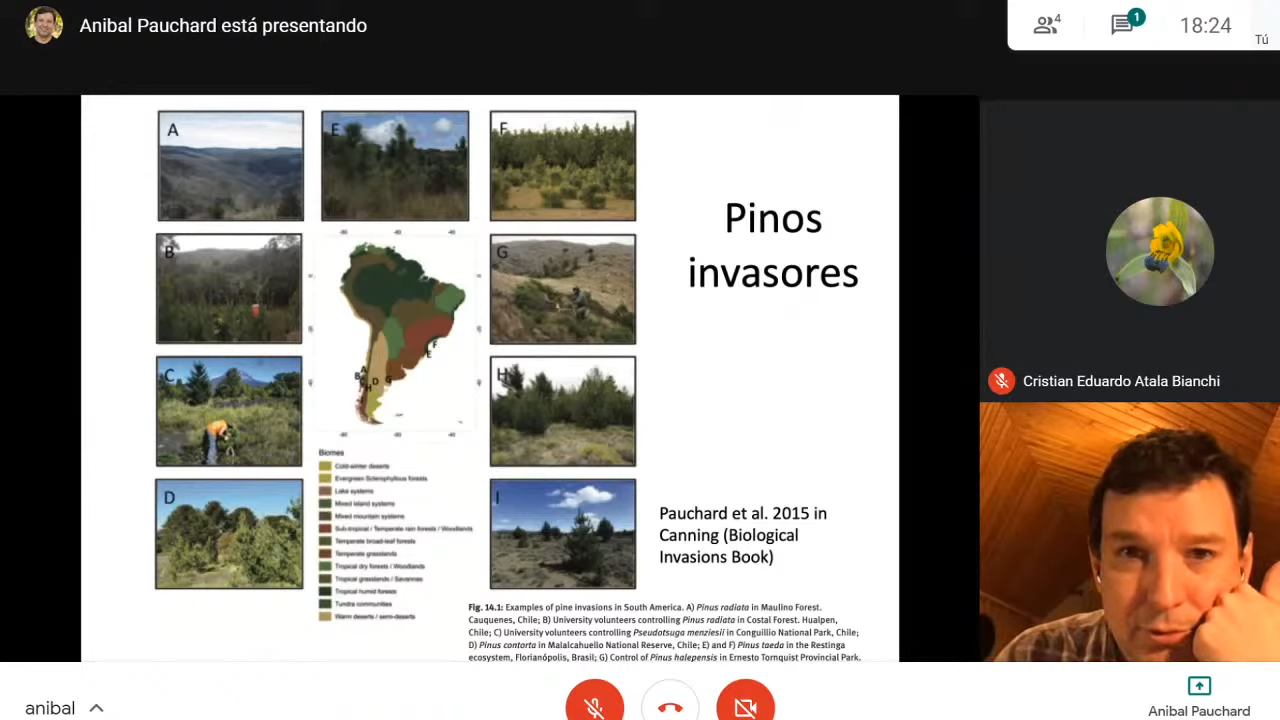 Anibal Pauchard está presentando
4
1
18:24
Tú
A
E
F
B
G
C
H
D
I
Pinos
invasores
Biomes
Cold-winter deserts
Evergreen Sclerophyllous forests
Lake systems
Mixed island systems
Mixed mountain systems
Sub-tropical / Temperate rain forests / Woodlands
Temperate broad-leaf forests
Temperate grasslands
Tropical dry forests / Woodlands
Tropical grasslands / Savannas
Tropical humid forests
Tundra communities
Warm deserts / semi-deserts
Pauchard et al. 2015 in
Canning (Biological
Invasions Book)
Fig. 14.1: Examples of pine invasions in South America. A) Pinus radiata in Maulino Forest.
Cauquenes, Chile; B) University volunteers controlling Pinus radiata in Costal Forest. Hualpen,
Chile; C) University volunteers controlling Pseudotsuga menziesii in Conguillio National Park, Chile;
D) Pinus contorta in Malalcahuello National Reserve, Chile; E) and F) Pinus taeda in the Restinga
ecosystem, Florianópolis, Brasil; G) Control of Pinus halepensis in Ernesto Tornquist Provincial Park.
Cristian Eduardo Atala Bianchi
anibal
Anibal Pauchard